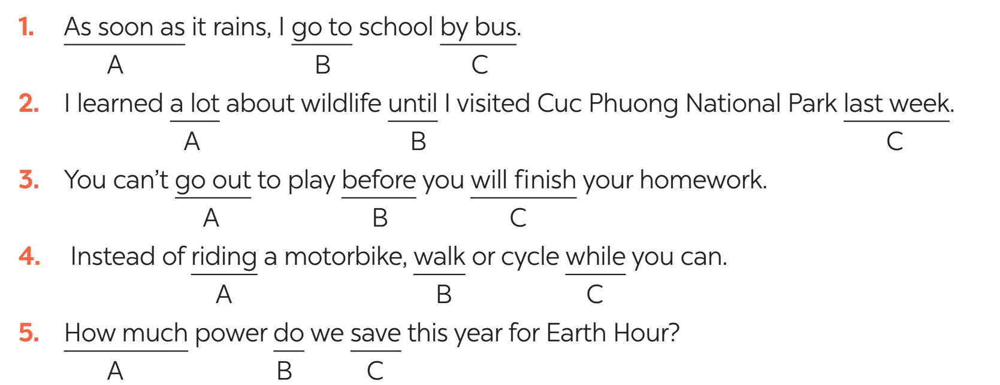 1. As soon as it rains, I go to school by bus.
A B C
2. I learned a lot about wildlife until I visited Cuc Phuong National Park last week.
A B C
3. You can’t go out to play before you will finish your homework.
A B C
4. Instead of riding a motorbike, walk or cycle while you can.
A B C
5. How much power do we save this year for Earth Hour?
A B C